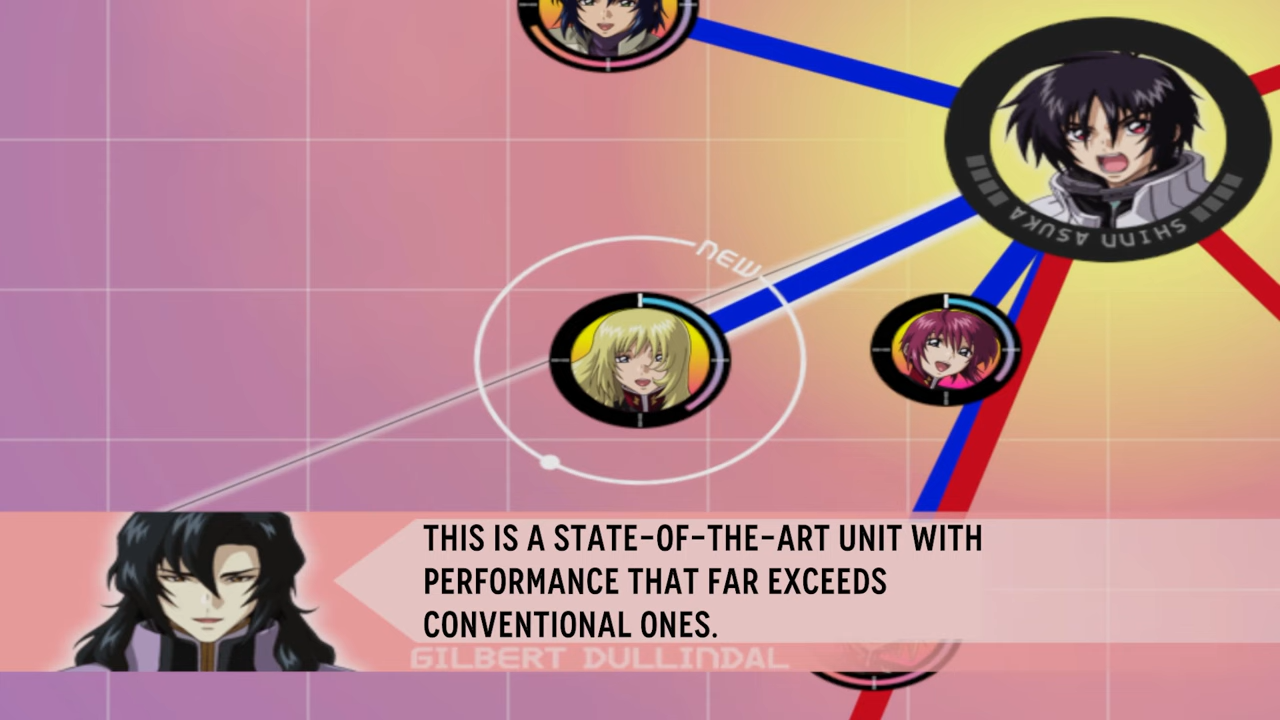 SHINN ASUKA
NEW
THIS IS A STATE-OF-THE-ART UNIT WITH
PERFORMANCE THAT FAR EXCEEDS
CONVENTIONAL ONES.
GILBERT DULLINDAL